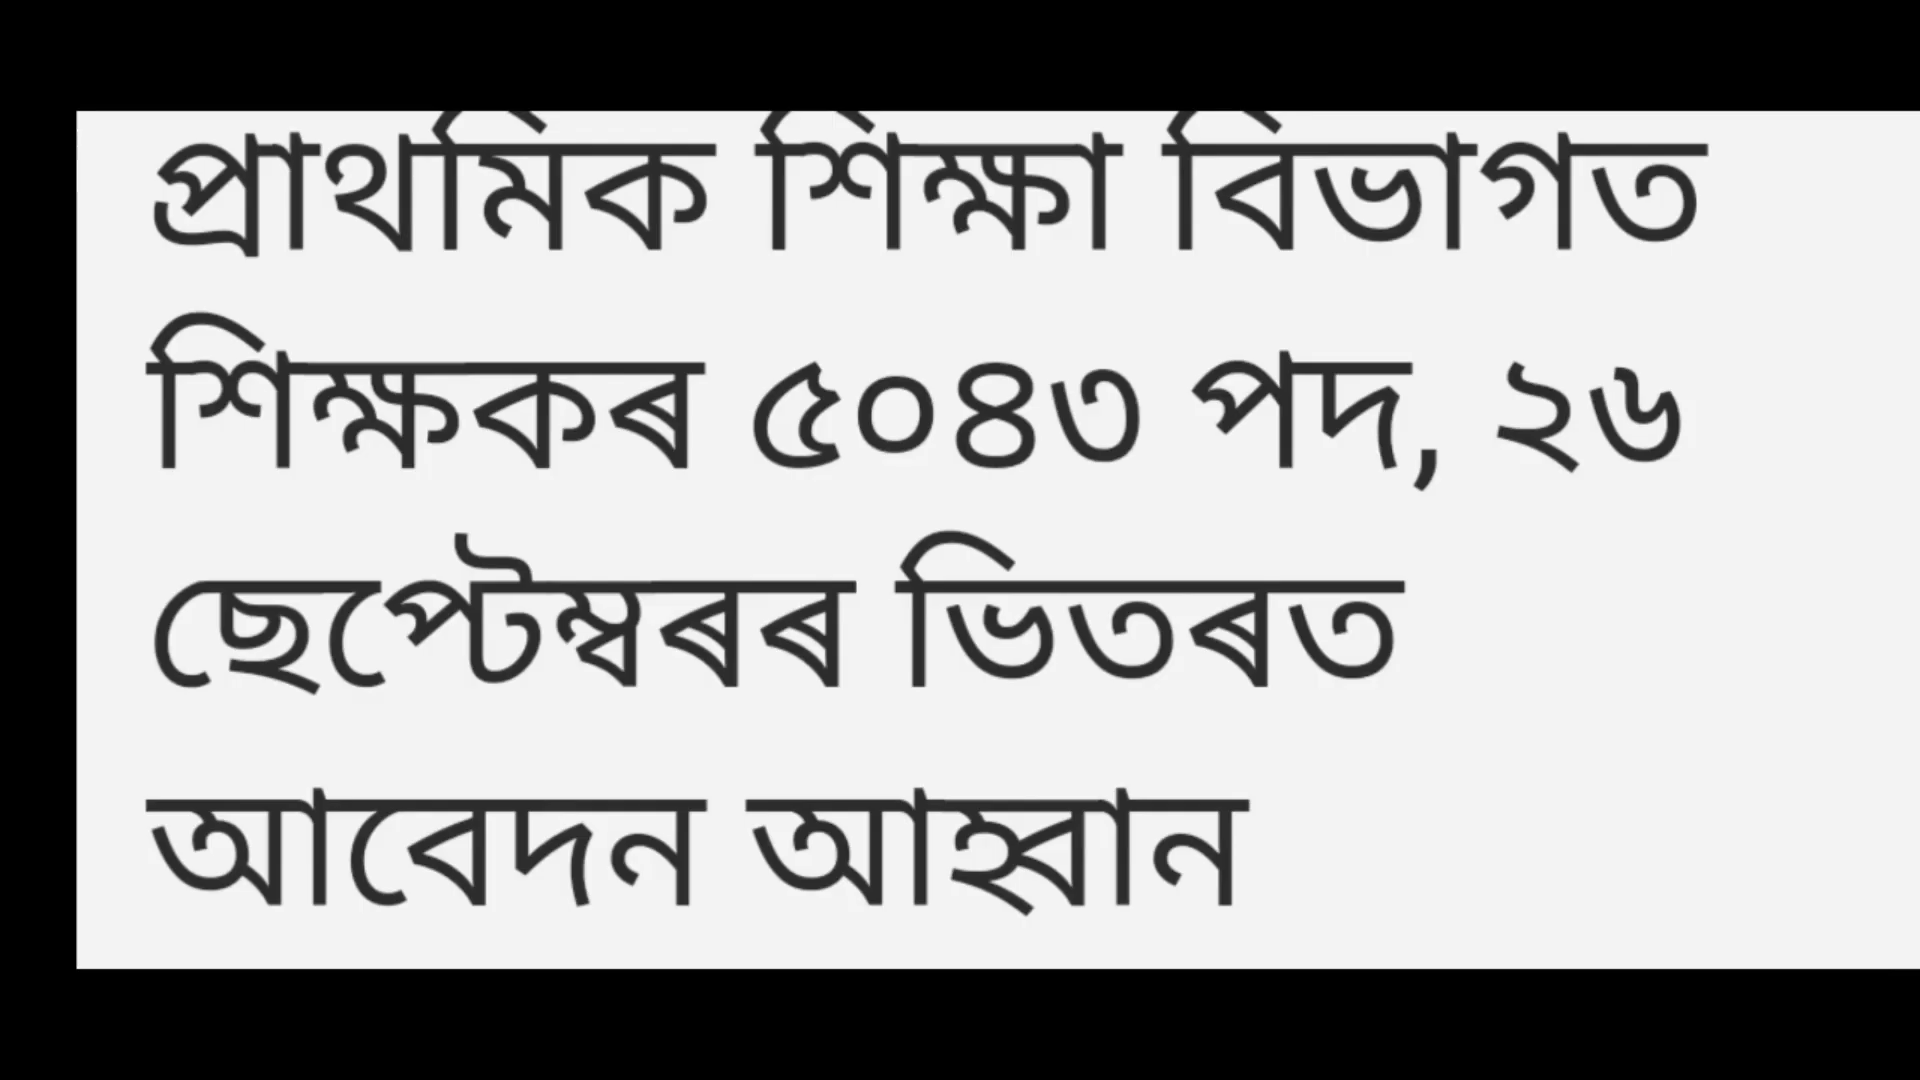 প্ৰাথমিক শিক্ষা বিভাগত
শিক্ষকৰ ৫০৪৩ পদ, ২৬
ছেপ্টেম্বৰৰ ভিতৰত
আবেদন আহ্বান